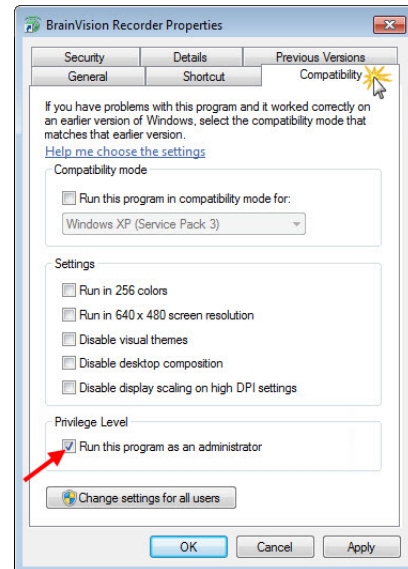 BrainVision Recorder Properties
Security Details Previous Versions
General Shortcut Compatibility
If you have problems with this program and it worked correctly on
an earlier version of Windows, select the compatibility mode that
matches that earlier version.
Help me choose the settings
Compatibility mode
Run this program in compatibility mode for:
Windows XP (Service Pack 3)
Settings
Run in 256 colors
Run in 640 x 480 screen resolution
Disable visual themes
Disable desktop composition
Disable display scaling on high DPI settings
Privilege Level
Run this program as an administrator
Change settings for all users
OK Cancel Apply